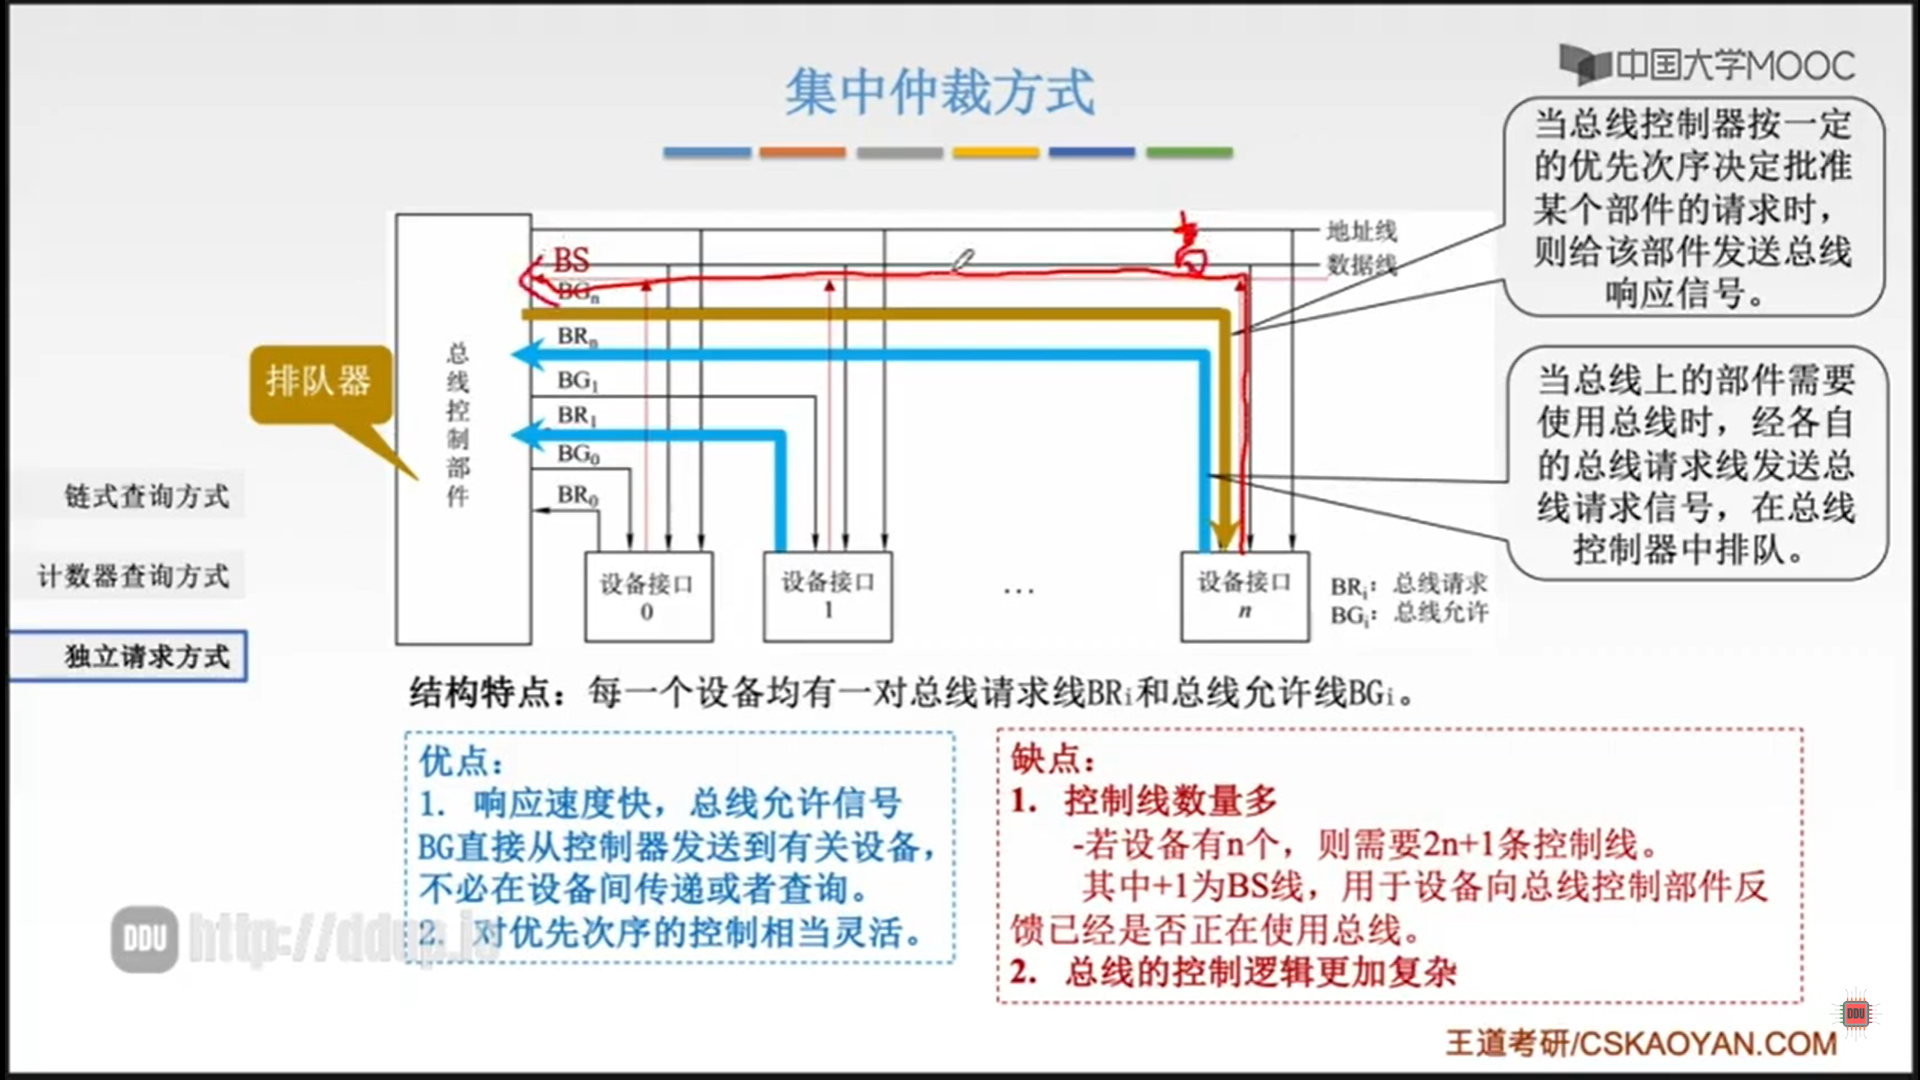 中国大学MOOC
集中仲裁方式
当总线控制器按一定
的优先次序决定批准
某个部件的请求时，
则给该部件发送总线
响应信号。
地址线
数据线
BS
BGn
BRn
BG1
BR1
BG0
BR0
总线控制部件
排队器
当总线上的部件需要
使用总线时，经各自
的总线请求线发送总
线请求信号，在总线
控制器中排队。
链式查询方式
计数器查询方式
独立请求方式
设备接口
0
设备接口
1
…
设备接口
n
BRi：总线请求
BGi：总线允许
结构特点：每一个设备均有一对总线请求线BRi和总线允许线BGi。
优点：
1. 响应速度快，总线允许信号
BG直接从控制器发送到有关设备，
不必在设备间传递或者查询。
2. 对优先次序的控制相当灵活。
缺点：
1. 控制线数量多
-若设备有n个，则需要2n+1条控制线。
其中+1为BS线，用于设备向总线控制部件反
馈已经是否正在使用总线。
2. 总线的控制逻辑更加复杂
DDU
DDU
王道考研/CSKAOYAN.COM